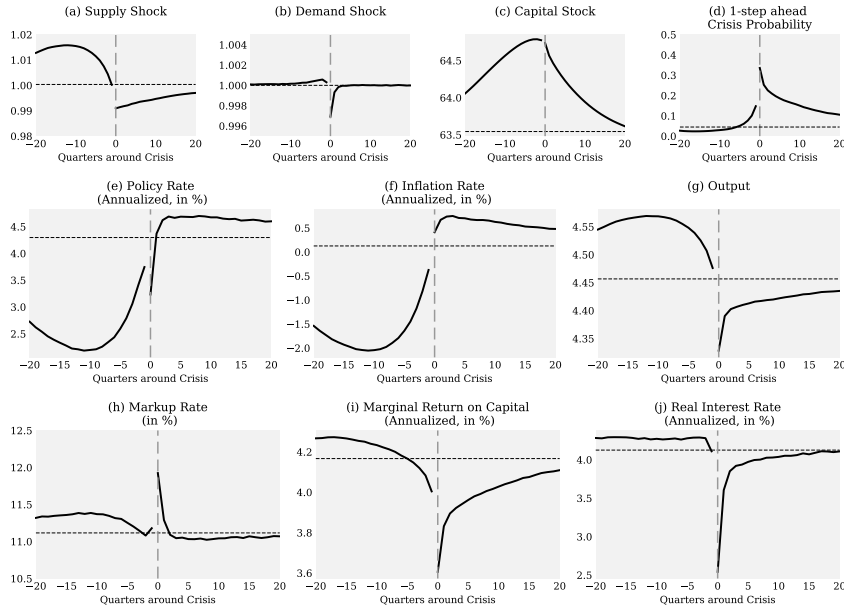 (a) Supply Shock
(b) Demand Shock
(c) Capital Stock
(d) 1-step ahead
Crisis Probability
1.02
1.01
1.00
0.99
0.98
−20 −10 0 10 20
Quarters around Crisis
1.004
1.002
1.000
0.998
0.996
−20 −10 0 10 20
Quarters around Crisis
64.5
64.0
63.5
−20 −10 0 10 20
Quarters around Crisis
0.5
0.4
0.3
0.2
0.1
0.0
−20 −10 0 10 20
Quarters around Crisis
(e) Policy Rate
(Annualized, in %)
4.5
4.0
3.5
3.0
2.5
−20 −15 −10 −5 0 5 10 15 20
Quarters around Crisis
(f) Inflation Rate
(Annualized, in %)
0.5
0.0
−0.5
−1.0
−1.5
−2.0
−20 −15 −10 −5 0 5 10 15 20
Quarters around Crisis
(g) Output
4.55
4.50
4.45
4.40
4.35
−20 −15 −10 −5 0 5 10 15 20
Quarters around Crisis
(h) Markup Rate
(in %)
12.5
12.0
11.5
11.0
10.5
−20 −15 −10 −5 0 5 10 15 20
Quarters around Crisis
(i) Marginal Return on Capital
(Annualized, in %)
4.2
4.0
3.8
3.6
−20 −15 −10 −5 0 5 10 15 20
Quarters around Crisis
(j) Real Interest Rate
(Annualized, in %)
4.0
3.5
3.0
2.5
−20 −15 −10 −5 0 5 10 15 20
Quarters around Crisis